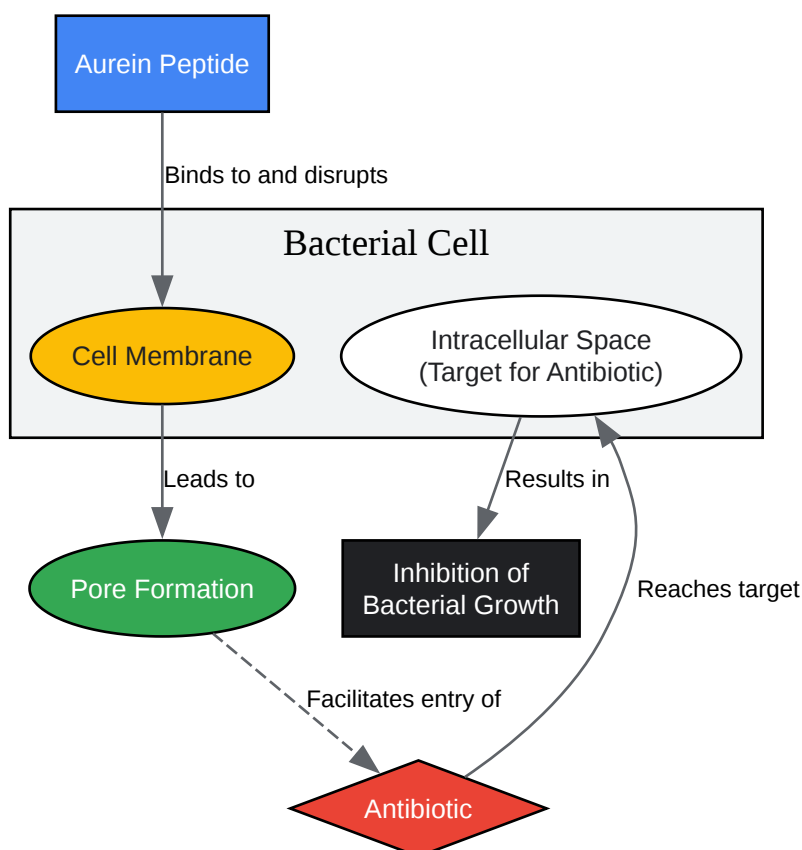 Aurein Peptide
Binds to and disrupts
Bacterial Cell
Cell Membrane
Intracellular Space
(Target for Antibiotic)
Leads to
Results in
Pore Formation
Inhibition of
Bacterial Growth
Reaches target
Facilitates entry of
Antibiotic